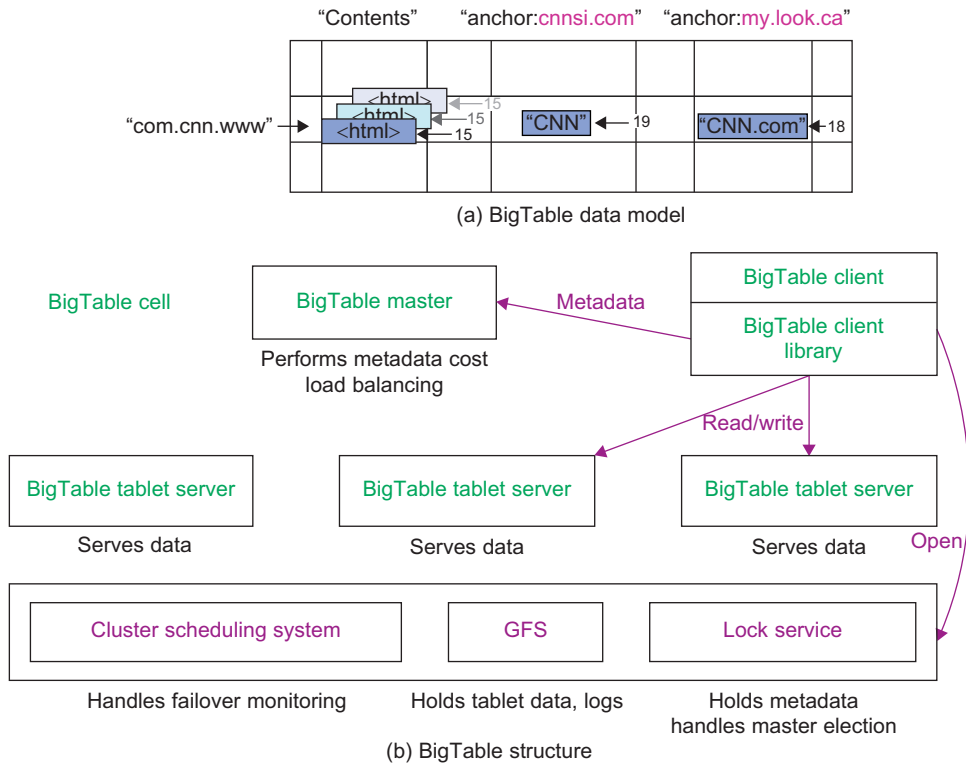 “Contents” “anchor:cnnsi.com” “anchor:my.look.ca”
<html> 15
<html> 15
“com.cnn.www” <html> 15 “CNN” 19 “CNN.com” 18
(a) BigTable data model
BigTable cell
BigTable master
Performs metadata cost
load balancing
Metadata
BigTable client
BigTable client
library
Read/write
Open
BigTable tablet server
Serves data
BigTable tablet server
Serves data
BigTable tablet server
Serves data
Cluster scheduling system
Handles failover monitoring
GFS
Holds tablet data, logs
Lock service
Holds metadata
handles master election
(b) BigTable structure